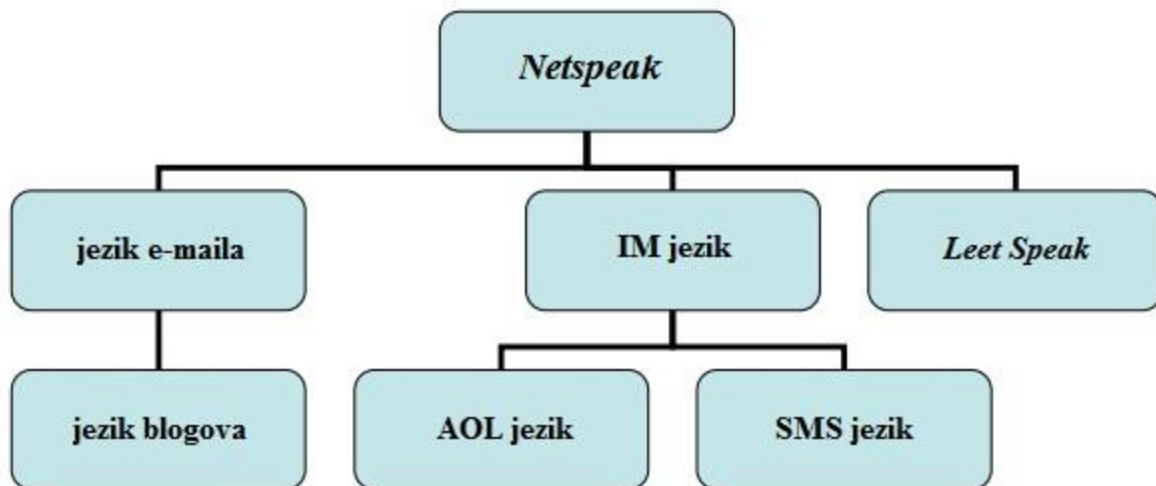 Netspeak
jezik e-maila
IM jezik
Leet Speak
jezik blogova
AOL jezik
SMS jezik